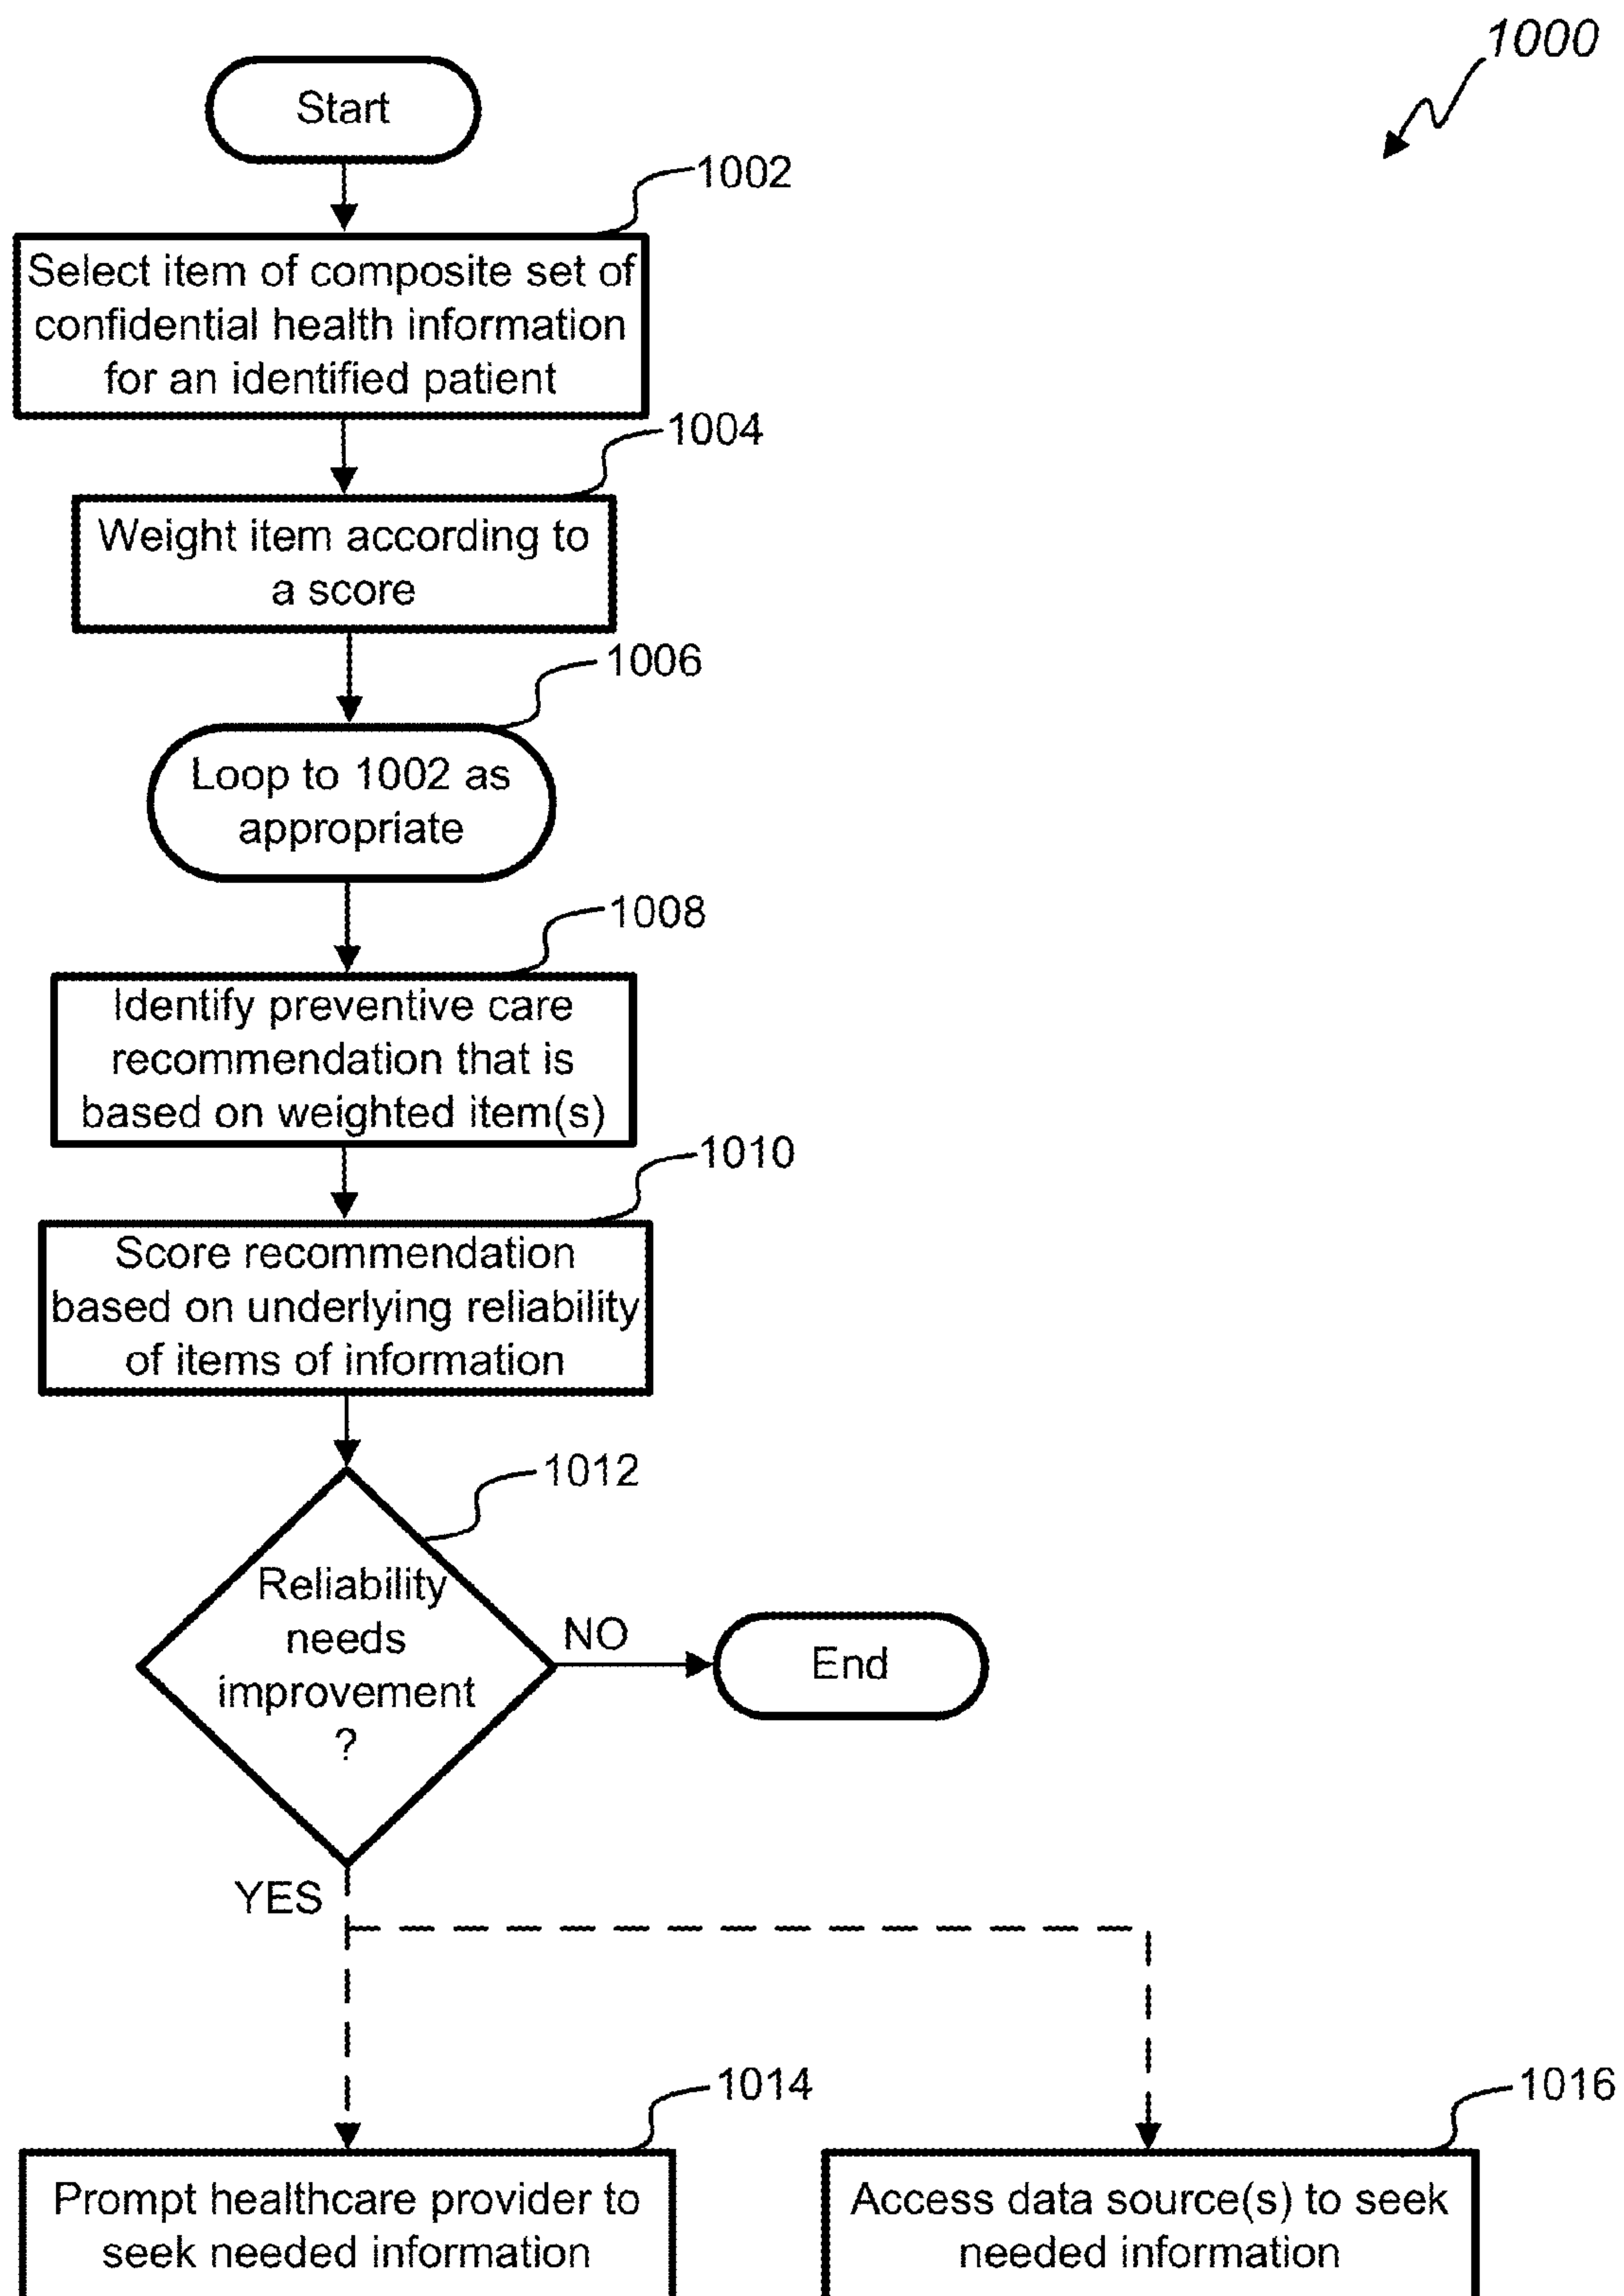 1000
Start
1002
Select item of composite set of
confidential health information
for an identified patient
1004
Weight item according to
a score
1006
Loop to 1002 as
appropriate
1008
Identify preventive care
recommendation that is
based on weighted item(s)
1010
Score recommendation
based on underlying reliability
of items of information
1012
Reliability
needs
improvement
?
NO
End
YES
1014
Prompt healthcare provider to
seek needed information
1016
Access data source(s) to seek
needed information